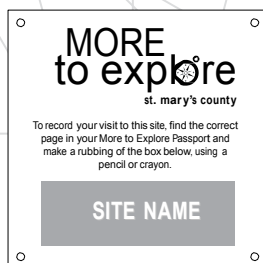 MORE
to explore
st. mary's county
To record your visit to this site, find the correct
page in your More to Explore Passport and
make a rubbing of the box below, using a
pencil or crayon.
SITE NAME